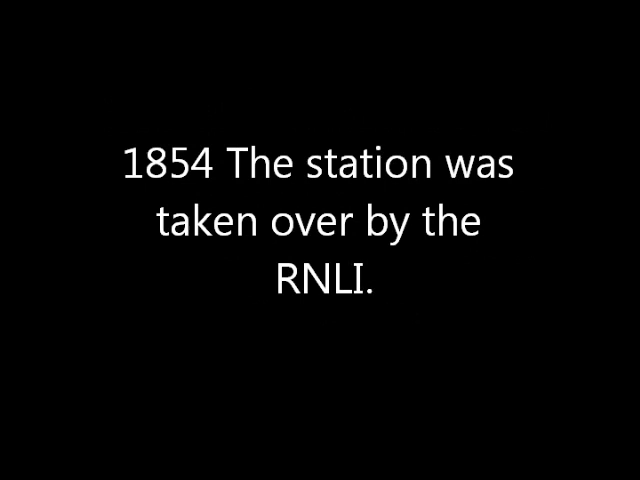 1854 The station was
taken over by the
RNLI.